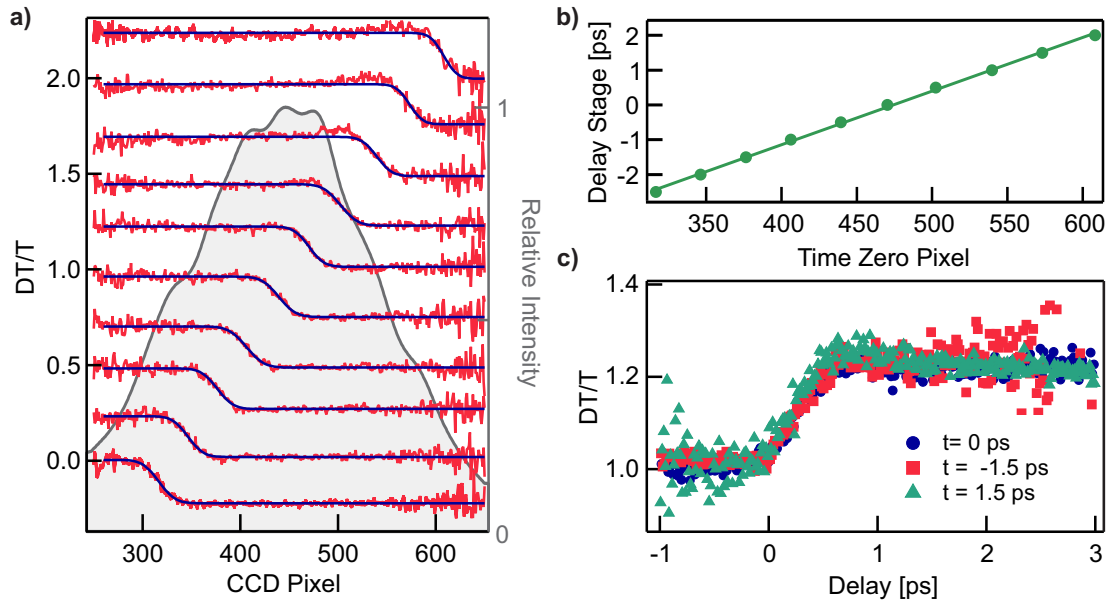 a)
2.0
1.5
1.0
0.5
0.0
DT/T
300
400
500
600
CCD Pixel
1
0
Relative Intensity
b)
2
1
0
-1
-2
Delay Stage [ps]
350
400
450
500
550
600
Time Zero Pixel
c)
1.4
1.2
1.0
DT/T
t= 0 ps
t = -1.5 ps
t = 1.5 ps
-1
0
1
2
3
Delay [ps]